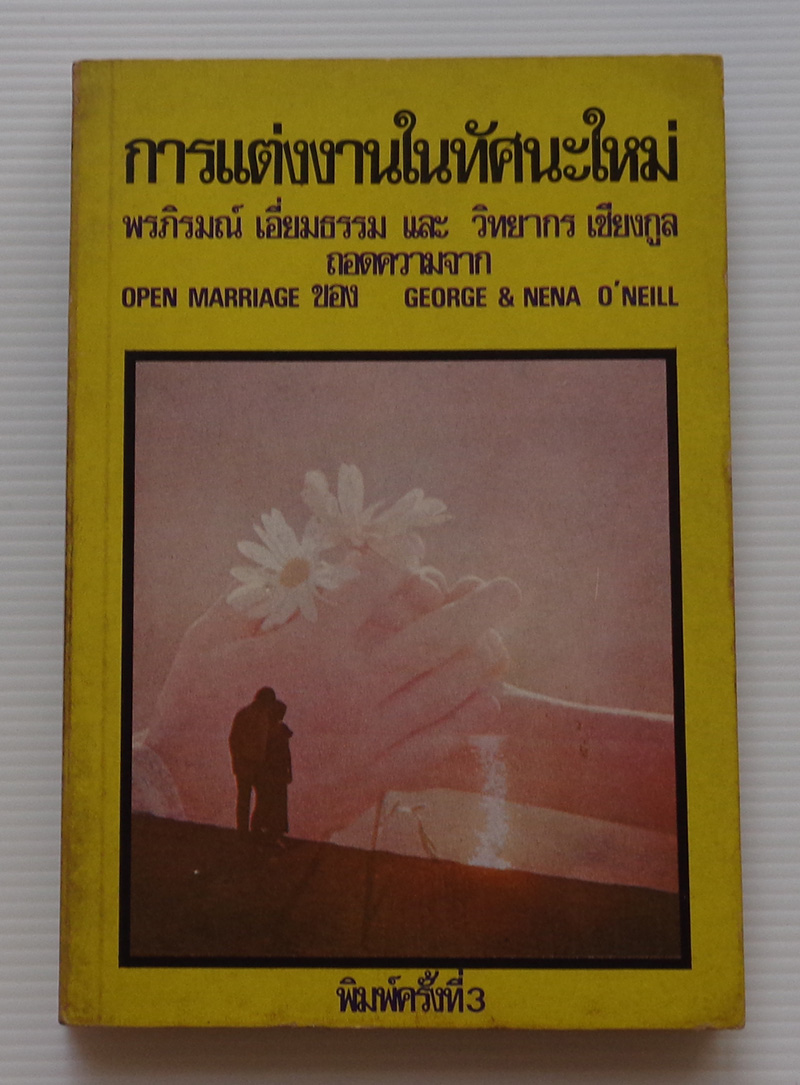 การแต่งงานในทัศนะใหม่
พรภิรมณ์ เอี่ยมธรรม และ วิทยากร เชียงกูล
ถอดความจาก
OPEN MARRIAGE ของ GEORGE & NENA O'NEILL
พิมพ์ครั้งที่3